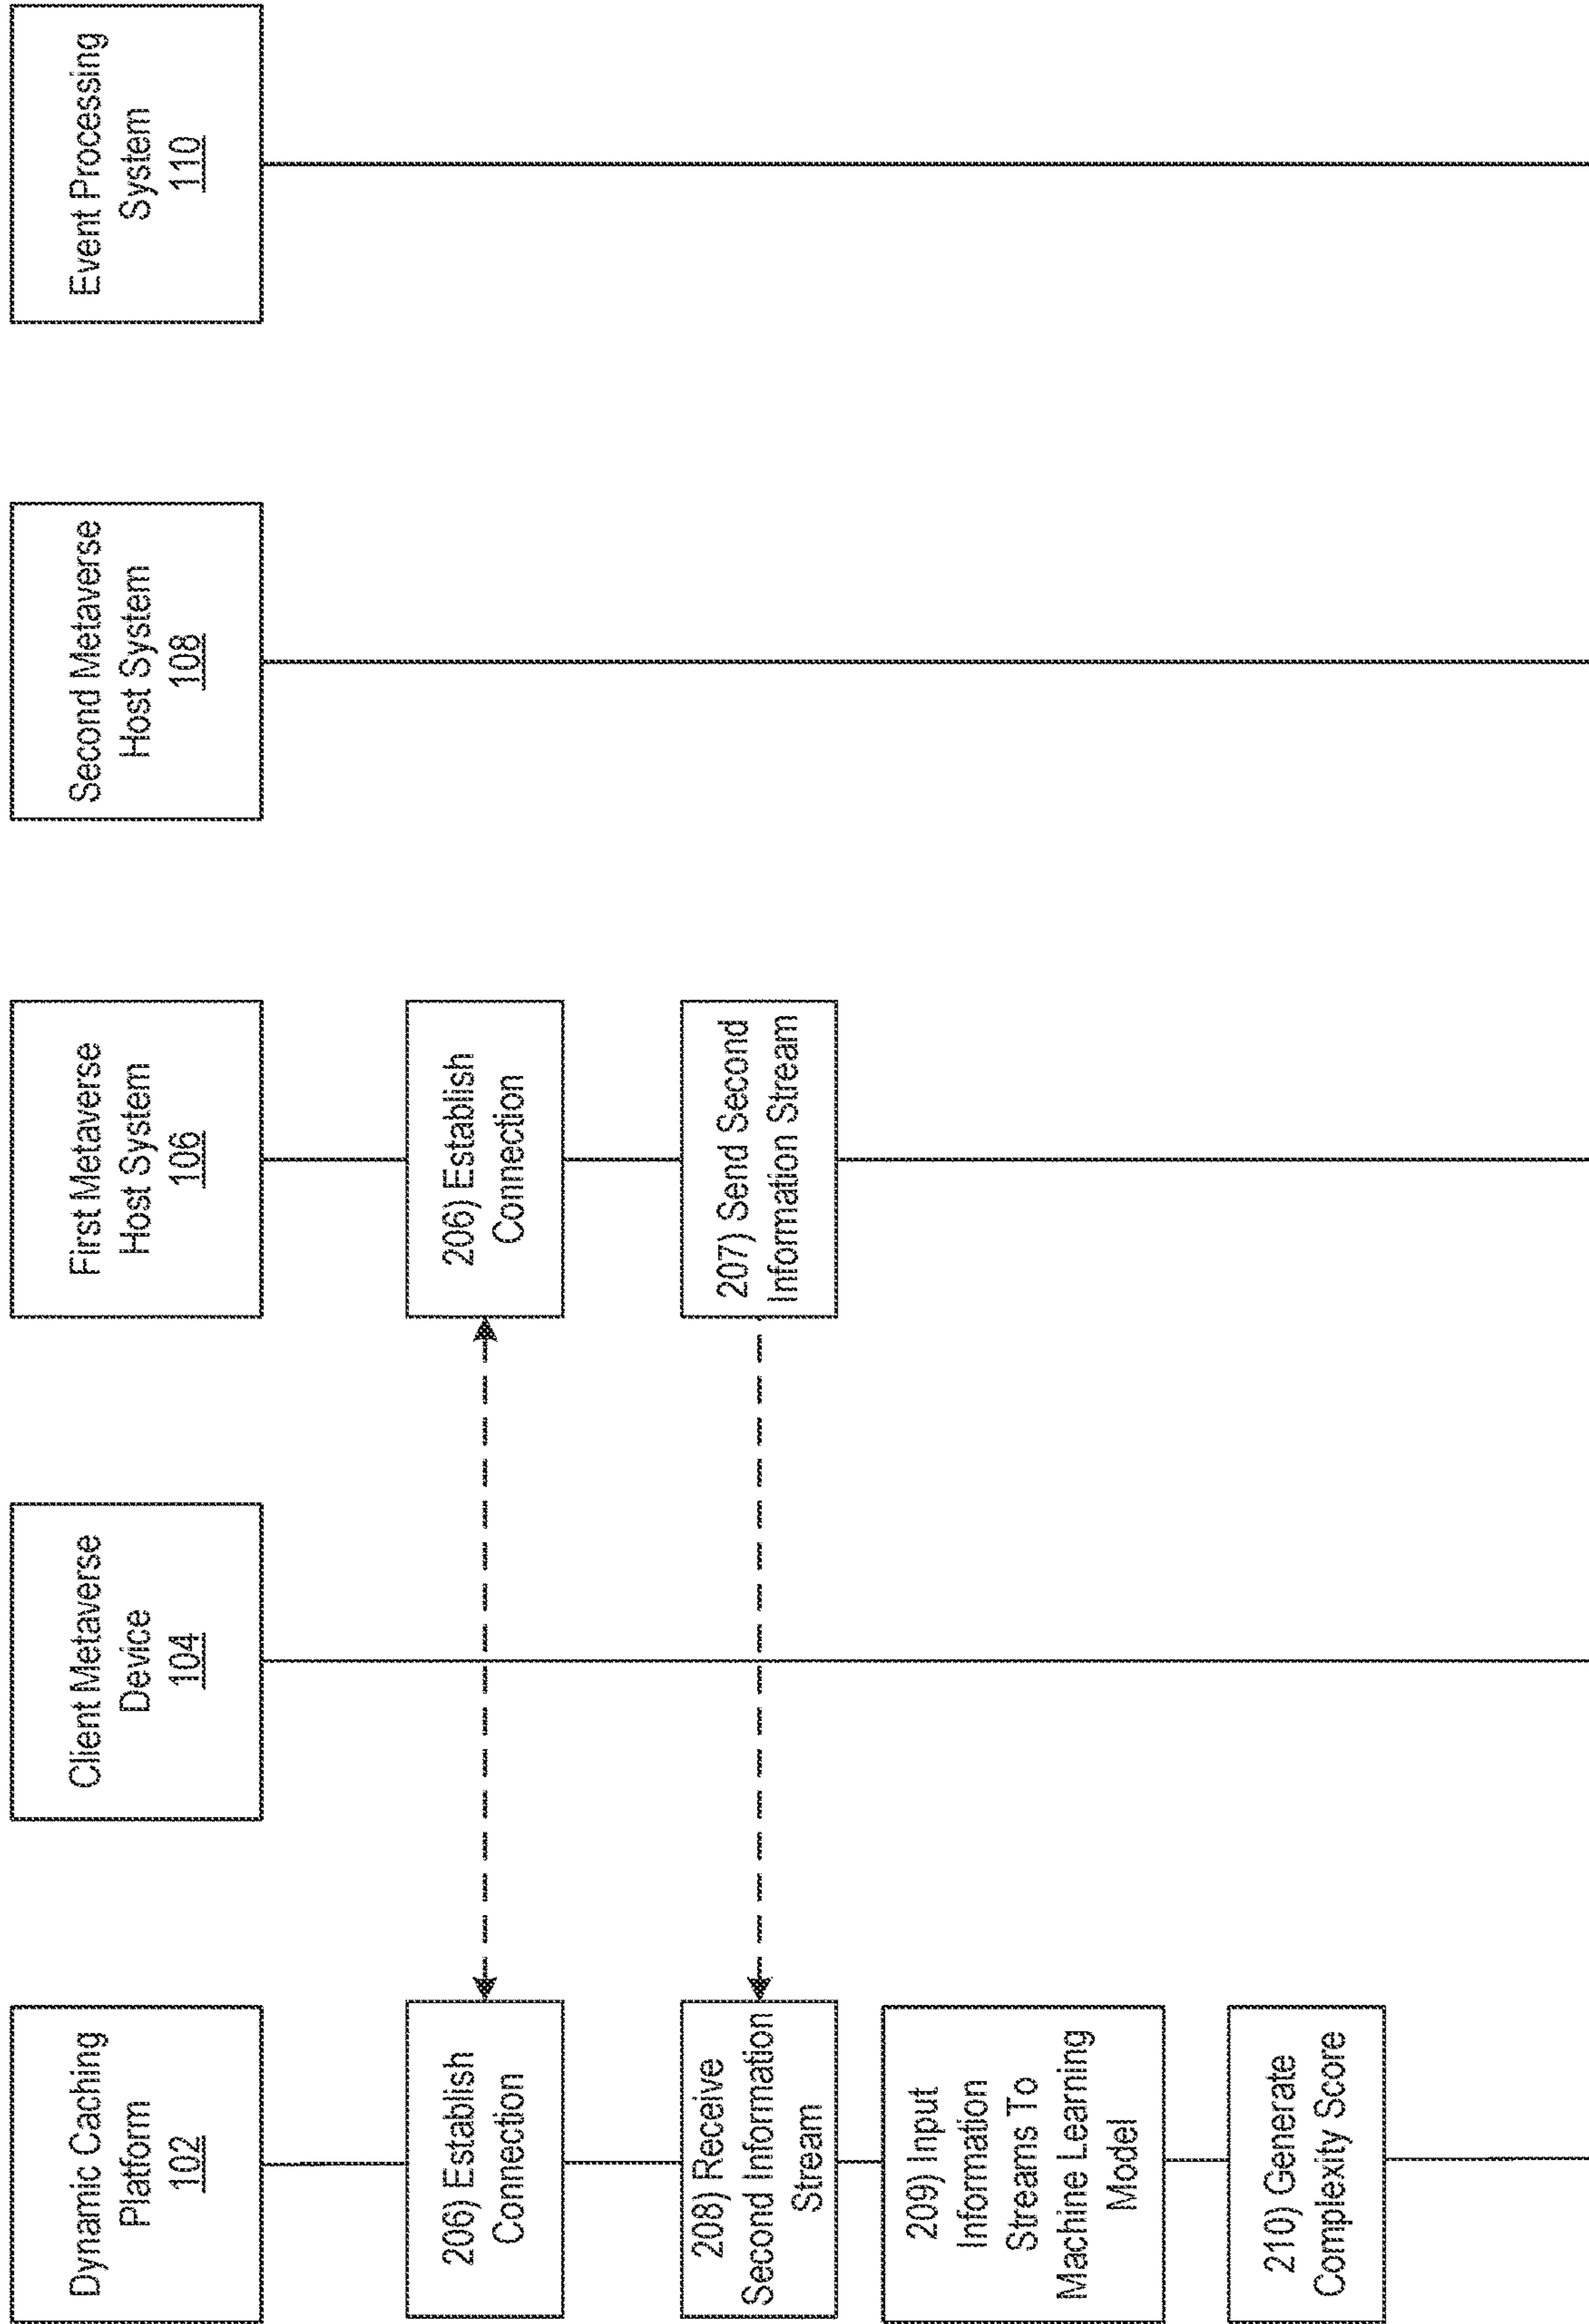 Dynamic Caching
Platform
102
Client Metaverse
Device
104
First Metaverse
Host System
106
Second Metaverse
Host System
108
Event Processing
System
110
206) Establish
Connection
206) Establish
Connection
208) Receive
Second Information
Stream
207) Send Second
Information Stream
209) Input
Information
Streams To
Machine Learning
Model
210) Generate
Complexity Score